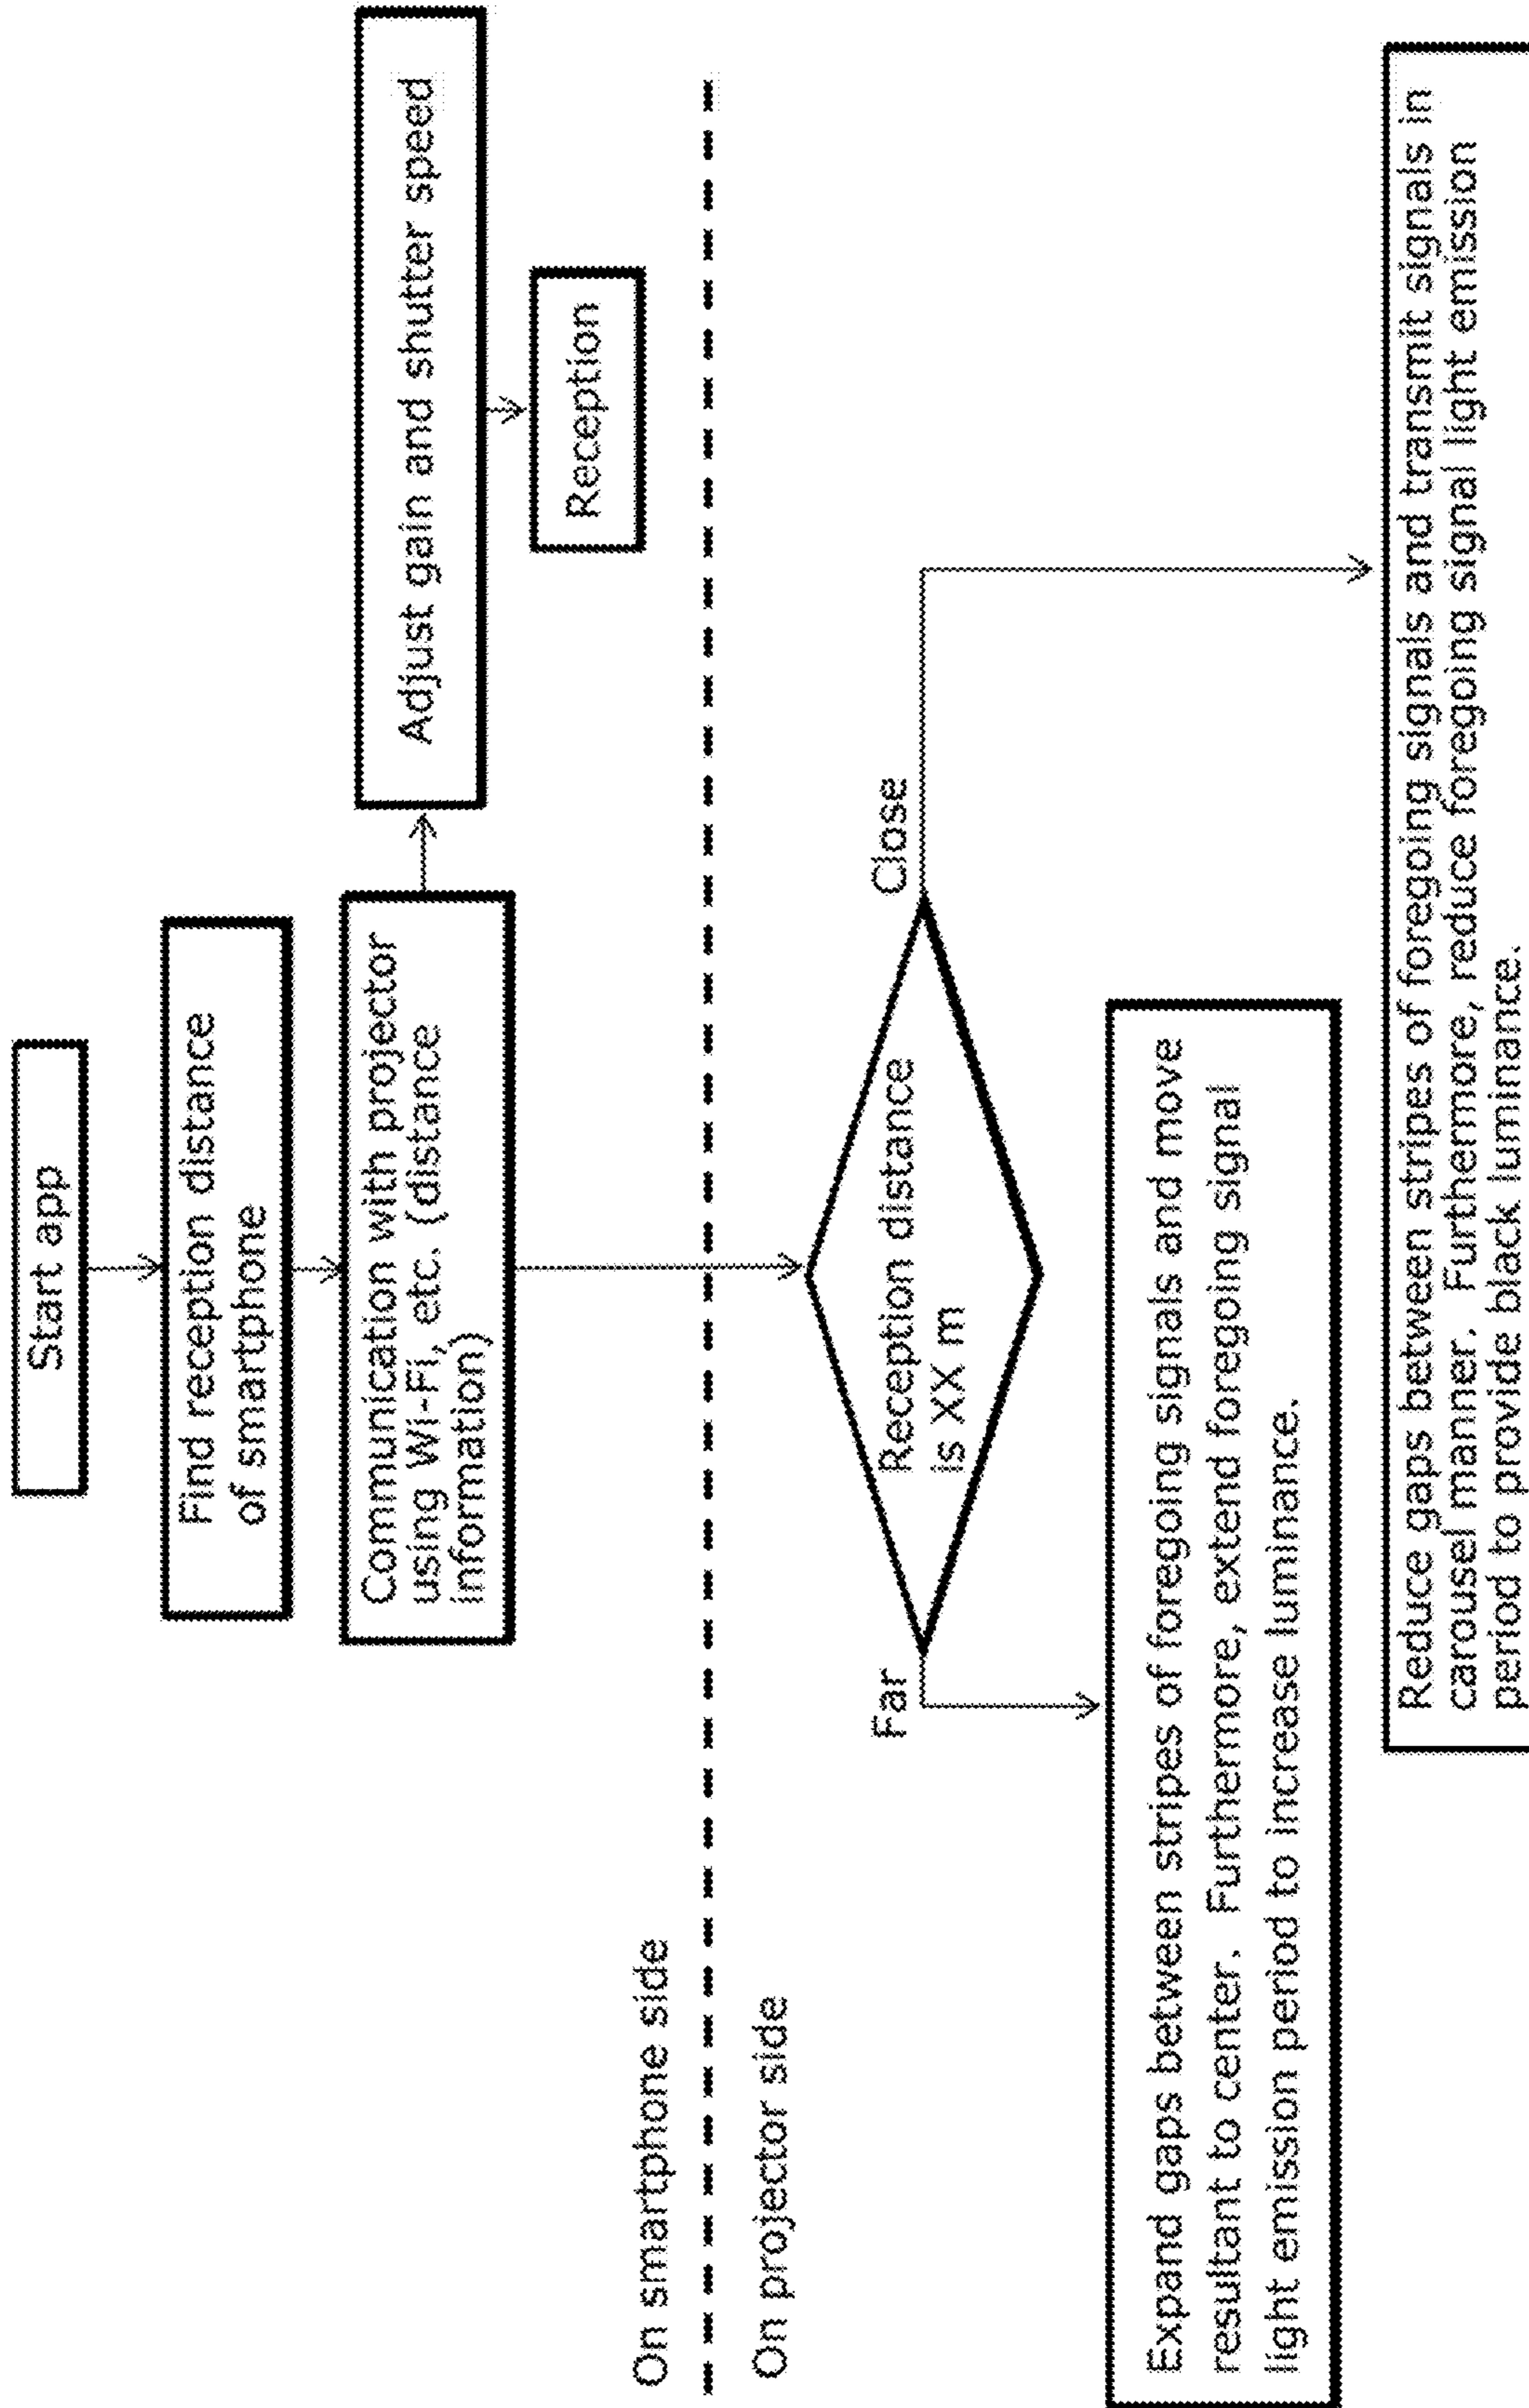 Start app
Find reception distance
of smartphone
Communication with projector
using Wi-Fi, etc. (distance
information)
Adjust gain and shutter speed
Reception
On smartphone side
On projector side
Reception distance
is XX m
Far
Close
Expand gaps between stripes of foregoing signals and move
resultant to center.  Furthermore, extend foregoing signal
light emission period to increase luminance.
Reduce gaps between stripes of foregoing signals and transmit signals in
carousel manner.  Furthermore, reduce foregoing signal light emission
period to provide black luminance.